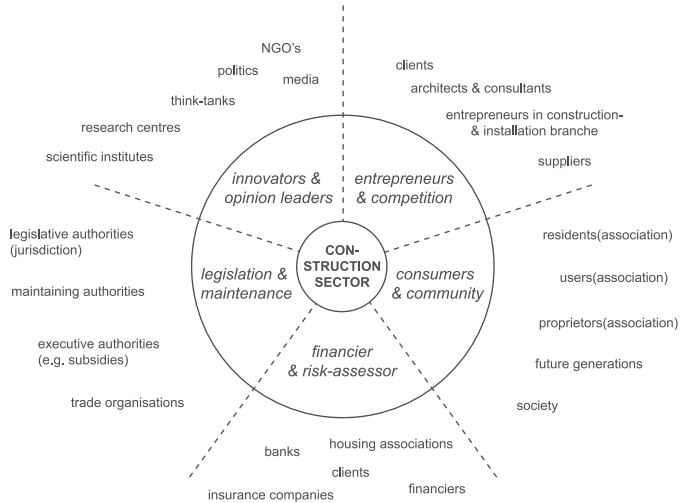 NGO's
politics
media
think-tanks
research centres
scientific institutes
clients
architects & consultants
entrepreneurs in construction-
& installation branche
suppliers
innovators &
opinion leaders
entrepreneurs
& competition
legislative authorities
(jurisdiction)
maintaining authorities
executive authorities
(e.g. subsidies)
trade organisations
legislation &
maintenance
CON-
STRUCTION
SECTOR
consumers
& community
residents(association)
users(association)
proprietors(association)
future generations
society
financier
& risk-assessor
banks
housing associations
clients
insurance companies
financiers